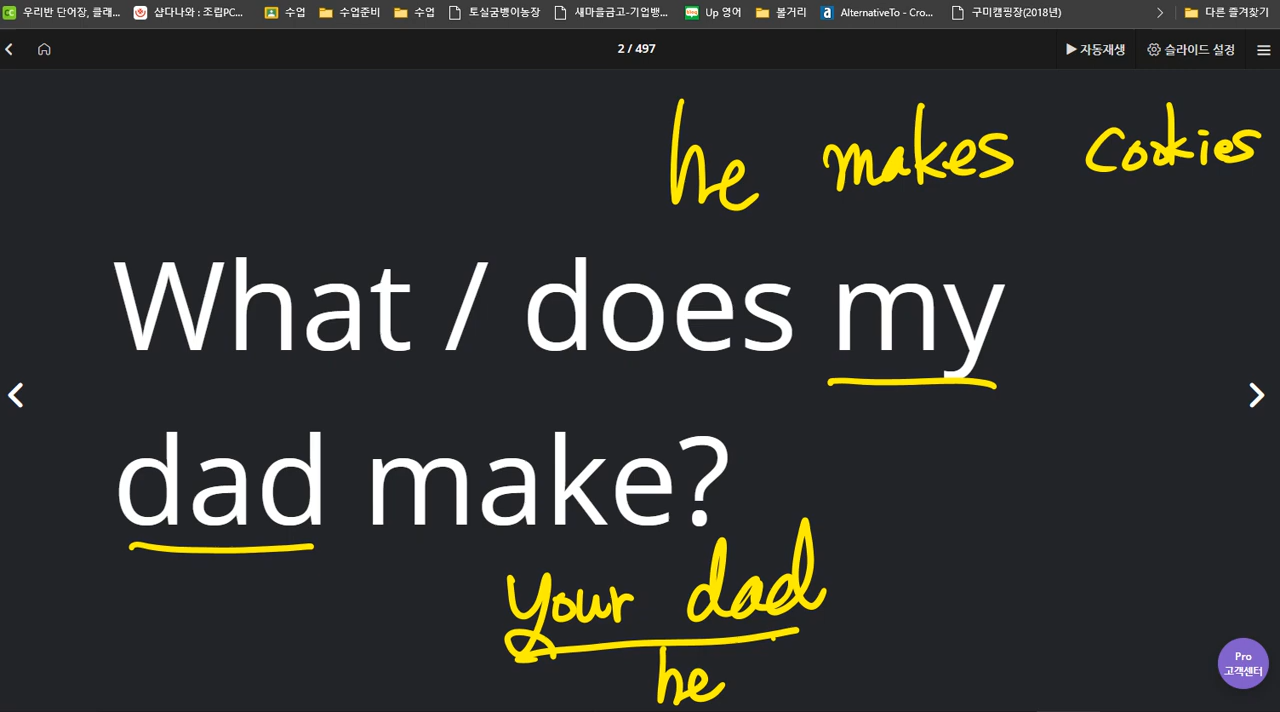 우리반 단어장, 클래... 샵다나와 : 조립PC... 수업 수업준비 수업 토실굼벵이농장 새마을금고-기업뱅... Up 영어 볼거리 AlternativeTo - Cro... 구미캠핑장(2018년) 다른 즐겨찾기
2 / 497 자동재생 슬라이드 설정
he makes cookies
What / does my
dad make?
your dad
he
Pro
고객센터